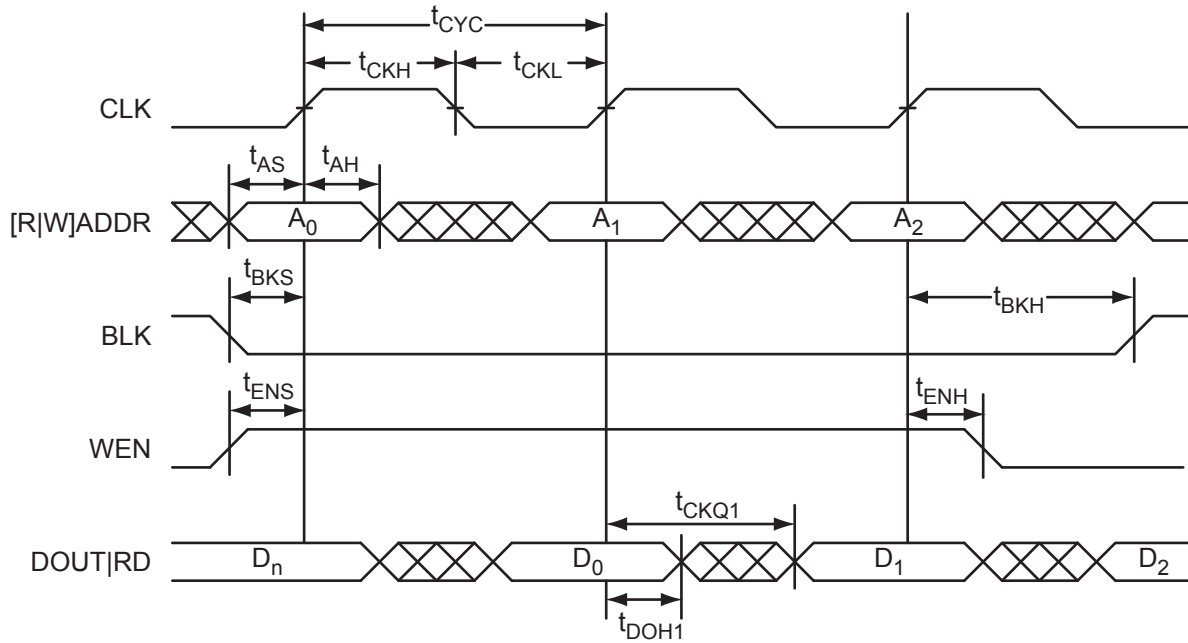 tCYC
tCKH tCKL
CLK
tAS tAH
[R|W]ADDR A0 A1 A2
tBKS tBKH
BLK
tENS tENH
WEN
tCKQ1
DOUT|RD Dn D0 D1 D2
tDOH1